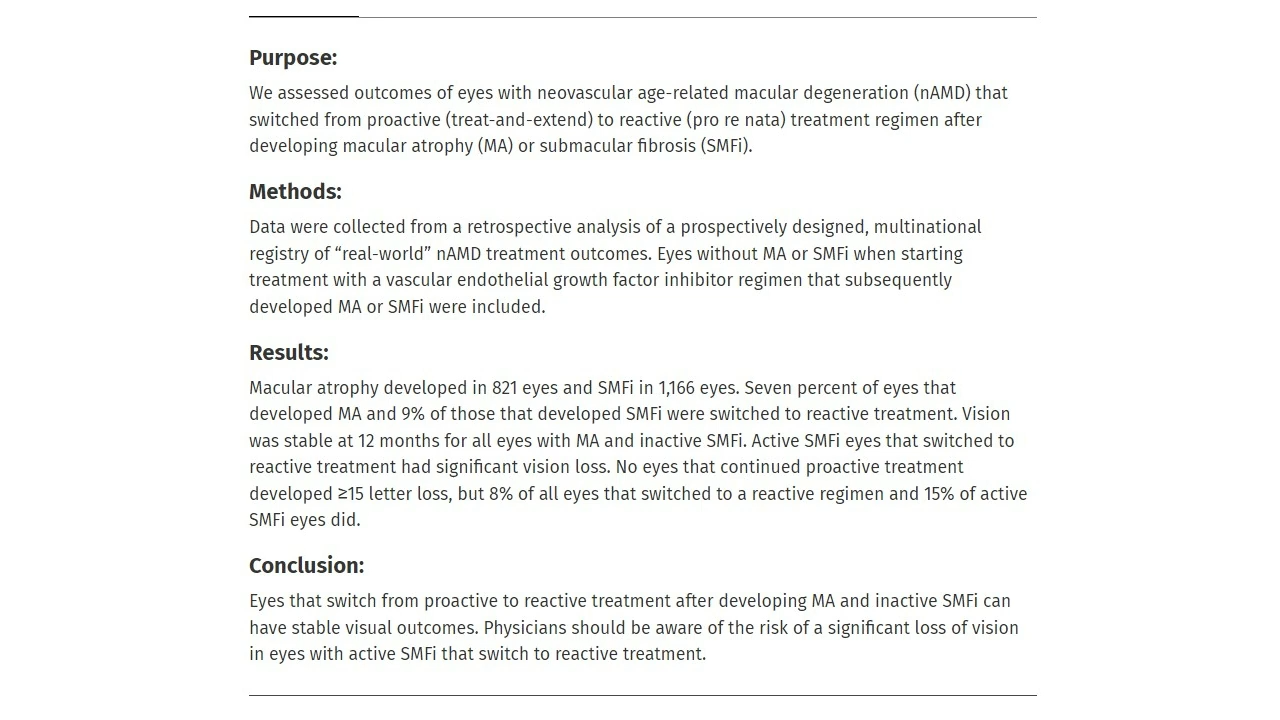 Purpose:
We assessed outcomes of eyes with neovascular age-related macular degeneration (nAMD) that
switched from proactive (treat-and-extend) to reactive (pro re nata) treatment regimen after
developing macular atrophy (MA) or submacular fibrosis (SMFi).
Methods:
Data were collected from a retrospective analysis of a prospectively designed, multinational
registry of “real-world” nAMD treatment outcomes. Eyes without MA or SMFi when starting
treatment with a vascular endothelial growth factor inhibitor regimen that subsequently
developed MA or SMFi were included.
Results:
Macular atrophy developed in 821 eyes and SMFi in 1,166 eyes. Seven percent of eyes that
developed MA and 9% of those that developed SMFi were switched to reactive treatment. Vision
was stable at 12 months for all eyes with MA and inactive SMFi. Active SMFi eyes that switched to
reactive treatment had significant vision loss. No eyes that continued proactive treatment
developed ≥15 letter loss, but 8% of all eyes that switched to a reactive regimen and 15% of active
SMFi eyes did.
Conclusion:
Eyes that switch from proactive to reactive treatment after developing MA and inactive SMFi can
have stable visual outcomes. Physicians should be aware of the risk of a significant loss of vision
in eyes with active SMFi that switch to reactive treatment.